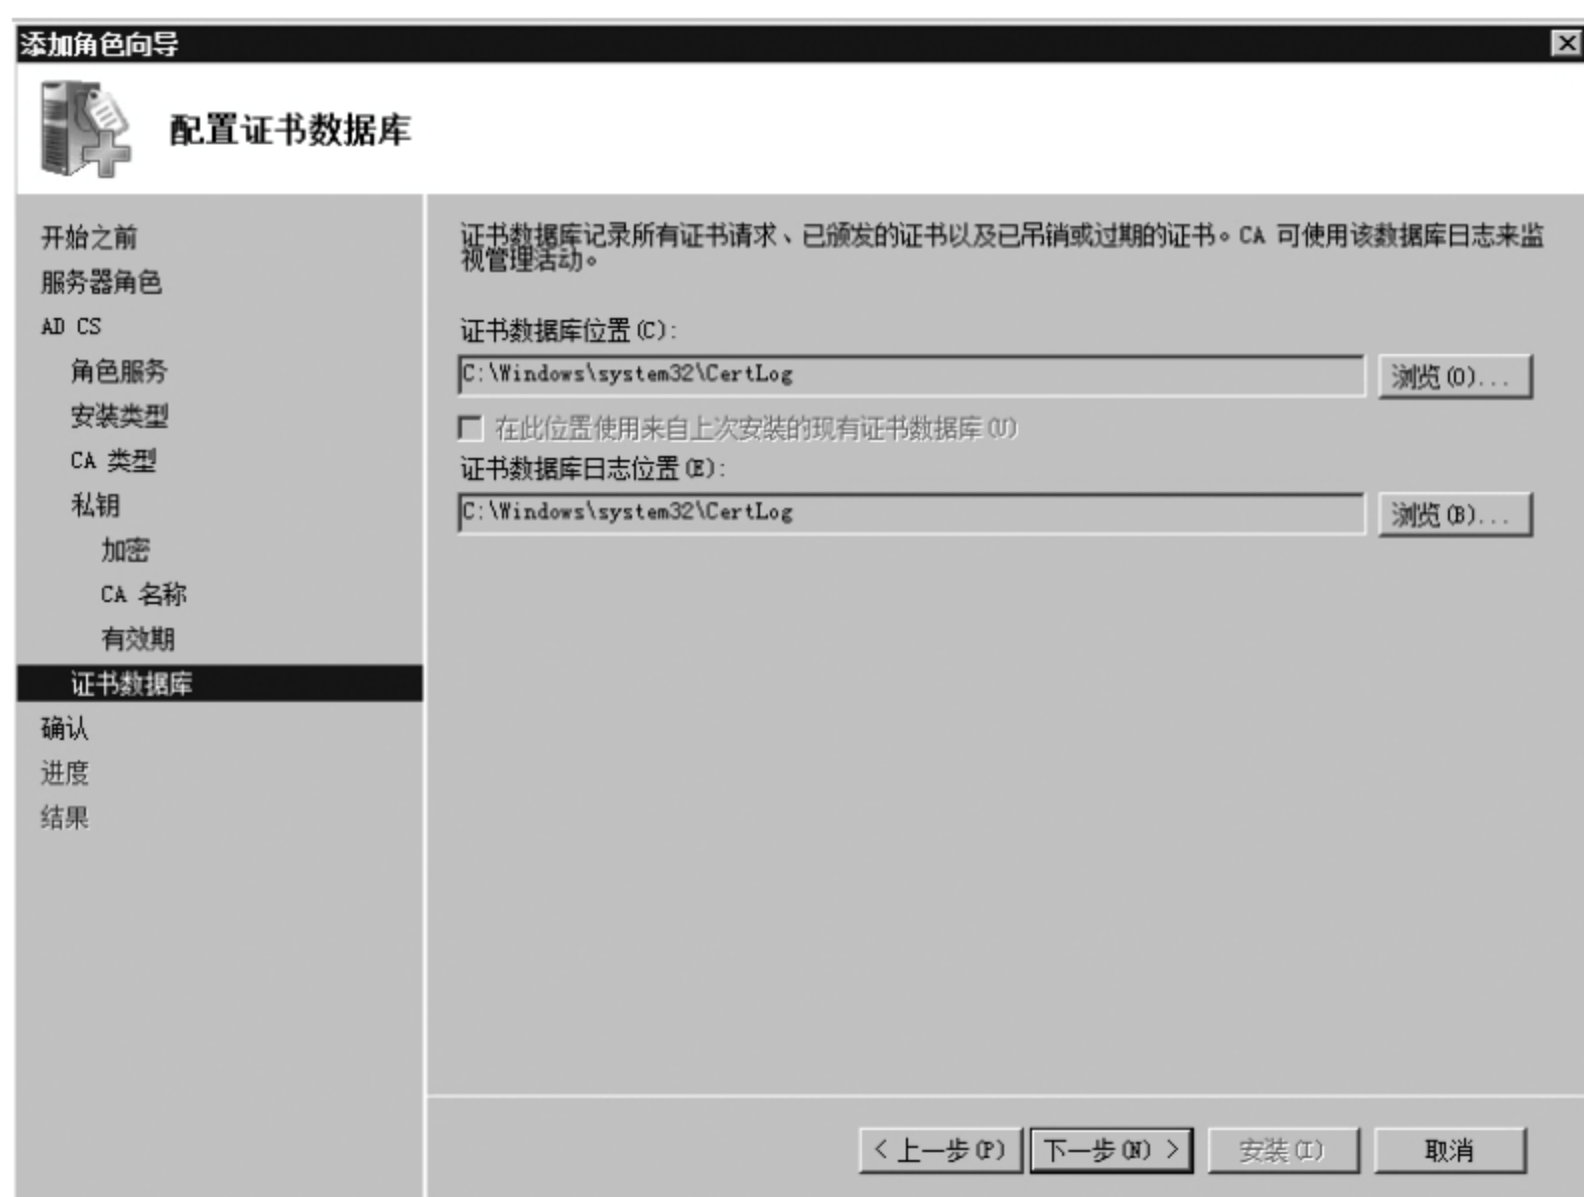 添加角色向导
配置证书数据库
开始之前
服务器角色
AD CS
角色服务
安装类型
CA 类型
私钥
加密
CA 名称
有效期
证书数据库
确认
进度
结果
证书数据库记录所有证书请求、已颁发的证书以及已吊销或过期的证书。CA 可使用该数据库日志来监
视管理活动。
证书数据库位置(C):
C:\Windows\system32\CertLog
浏览(O)...
在此位置使用来自上次安装的现有证书数据库(U)
证书数据库日志位置(E):
C:\Windows\system32\CertLog
浏览(B)...
< 上一步(P)
下一步(N) >
安装(I)
取消